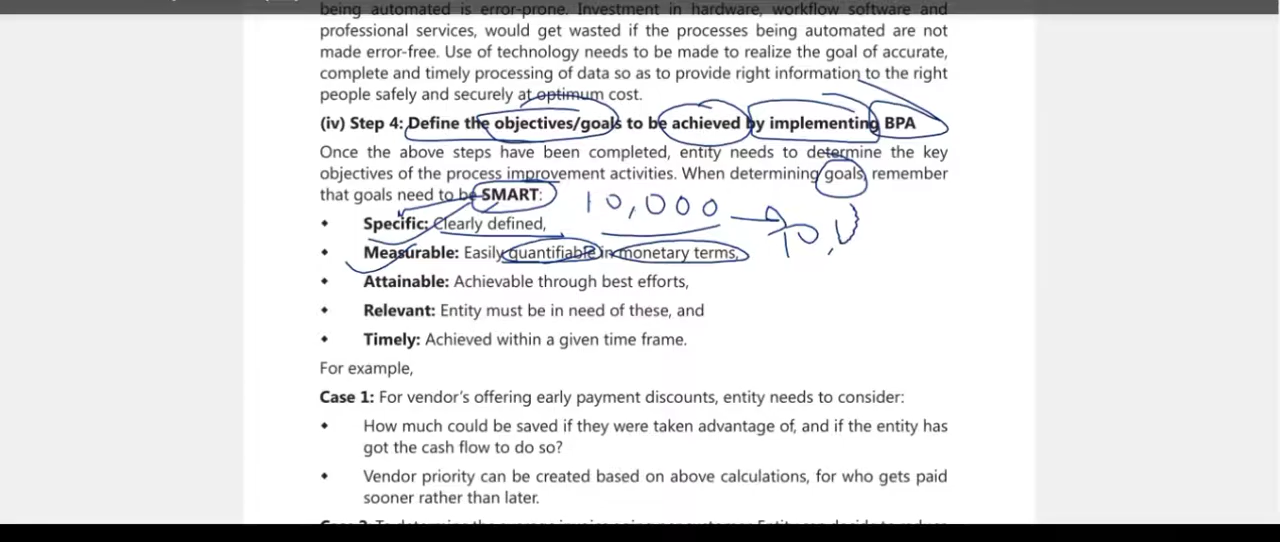 being automated is error-prone. Investment in hardware, workflow software and
professional services, would get wasted if the processes being automated are not
made error-free. Use of technology needs to be made to realize the goal of accurate,
complete and timely processing of data so as to provide right information to the right
people safely and securely at optimum cost.
(iv) Step 4: Define the objectives/goals to be achieved by implementing BPA
Once the above steps have been completed, entity needs to determine the key
objectives of the process improvement activities. When determining goals, remember
that goals need to be SMART:
10,000
• Specific: Clearly defined,
• Measurable: Easily quantifiable in monetary terms,
• Attainable: Achievable through best efforts,
• Relevant: Entity must be in need of these, and
• Timely: Achieved within a given time frame.
For example,
Case 1: For vendor's offering early payment discounts, entity needs to consider:
• How much could be saved if they were taken advantage of, and if the entity has
got the cash flow to do so?
• Vendor priority can be created based on above calculations, for who gets paid
sooner rather than later.